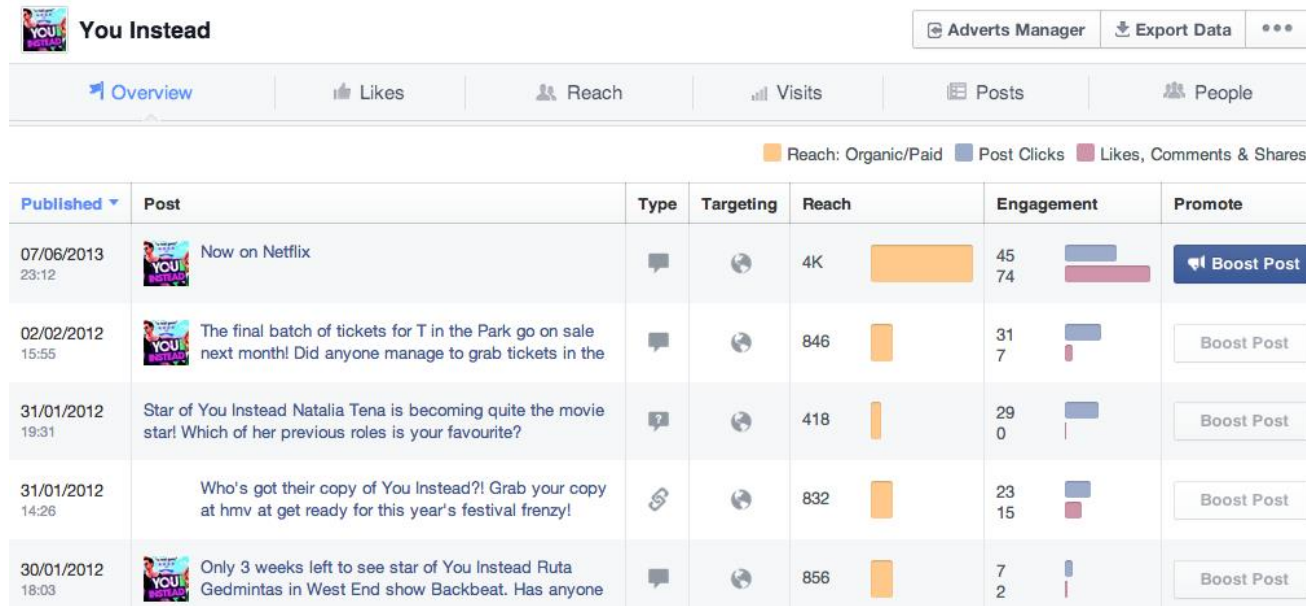 You Instead
Adverts Manager
Export Data
Overview
Likes
Reach
Visits
Posts
People
Reach: Organic/Paid
Post Clicks
Likes, Comments & Shares
Published
Post
Type
Targeting
Reach
Engagement
Promote
07/06/2013
23:12
YOU
INSTEAD
Now on Netflix
4K
45
74
Boost Post
02/02/2012
15:55
YOU
INSTEAD
The final batch of tickets for T in the Park go on sale
next month! Did anyone manage to grab tickets in the
846
31
7
Boost Post
31/01/2012
19:31
Star of You Instead Natalia Tena is becoming quite the movie
star! Which of her previous roles is your favourite?
?
418
29
0
Boost Post
31/01/2012
14:26
Who's got their copy of You Instead?! Grab your copy
at hmv at get ready for this year's festival frenzy!
832
23
15
Boost Post
30/01/2012
18:03
YOU
INSTEAD
Only 3 weeks left to see star of You Instead Ruta
Gedmintas in West End show Backbeat. Has anyone
856
7
2
Boost Post